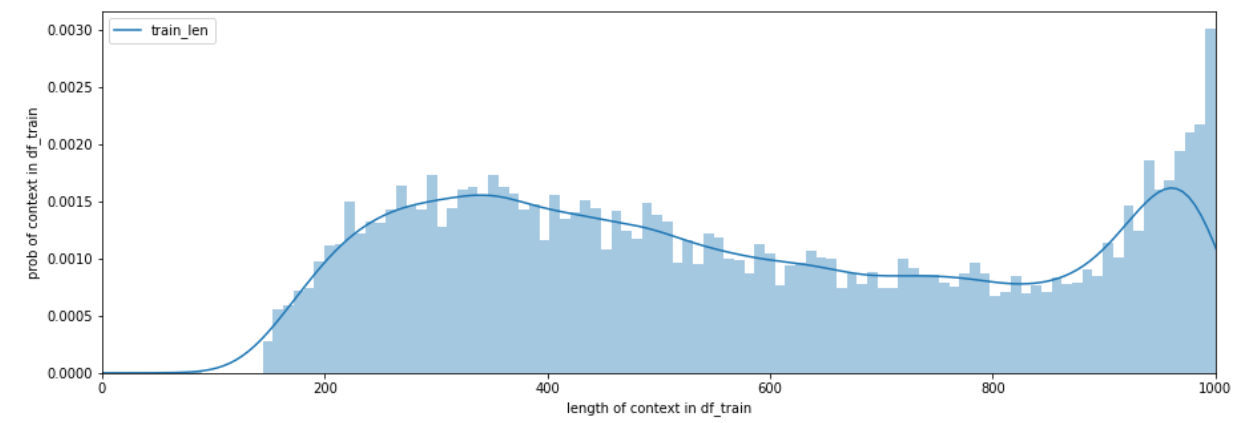 train_len
prob of context in df_train
0.0030
0.0025
0.0020
0.0015
0.0010
0.0005
0.0000
0 200 400 600 800 1000
length of context in df_train